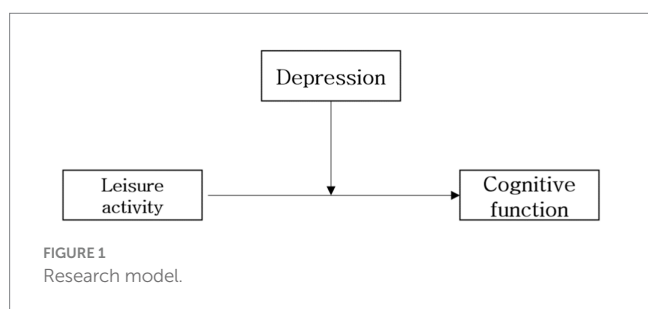 Depression
Leisure
activity
Cognitive
function
FIGURE 1
Research model.